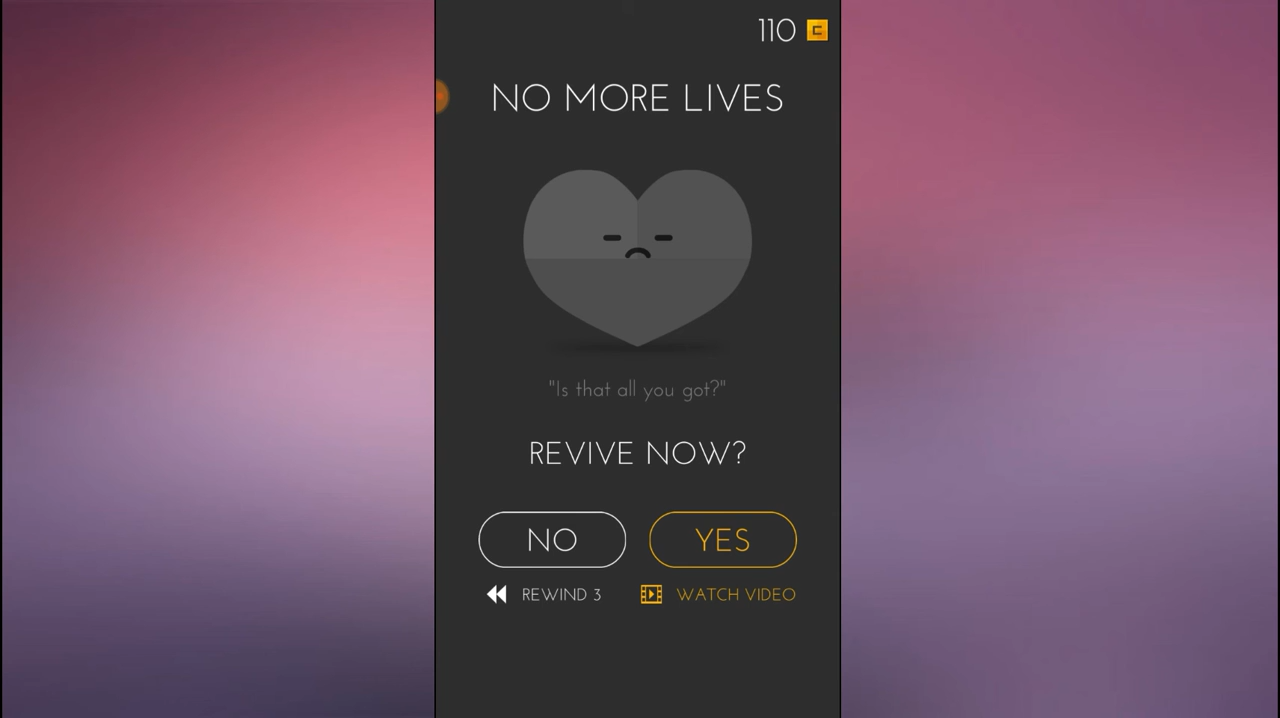 110
NO MORE LIVES
"Is that all you got?"
REVIVE NOW?
NO YES
REWIND 3 WATCH VIDEO